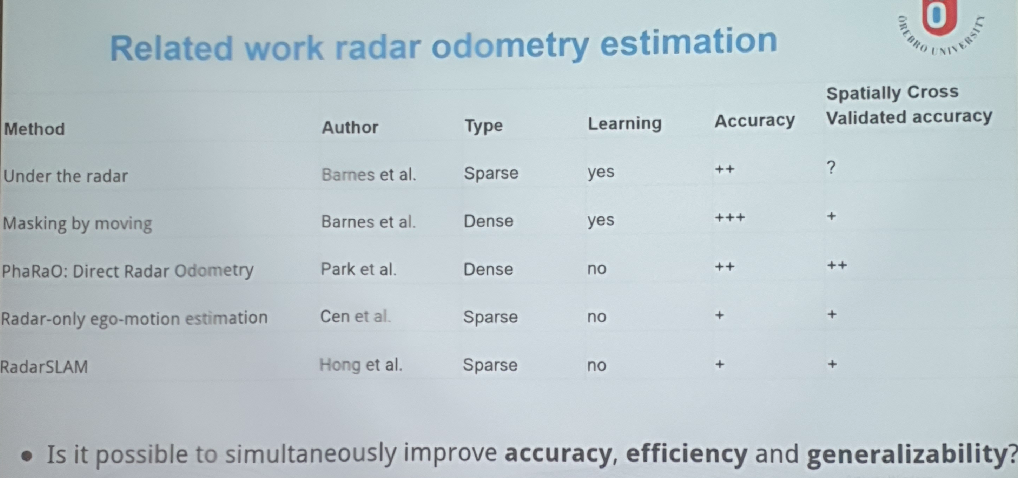 ÖREBRO UNIVERSITY
Related work radar odometry estimation
Method Author Type Learning Accuracy Spatially Cross
Validated accuracy
Under the radar Barnes et al. Sparse yes ++ ?
Masking by moving Barnes et al. Dense yes +++ +
PhaRaO: Direct Radar Odometry Park et al. Dense no ++ ++
Radar-only ego-motion estimation Cen et al. Sparse no + +
RadarSLAM Hong et al. Sparse no + +
• Is it possible to simultaneously improve accuracy, efficiency and generalizability?